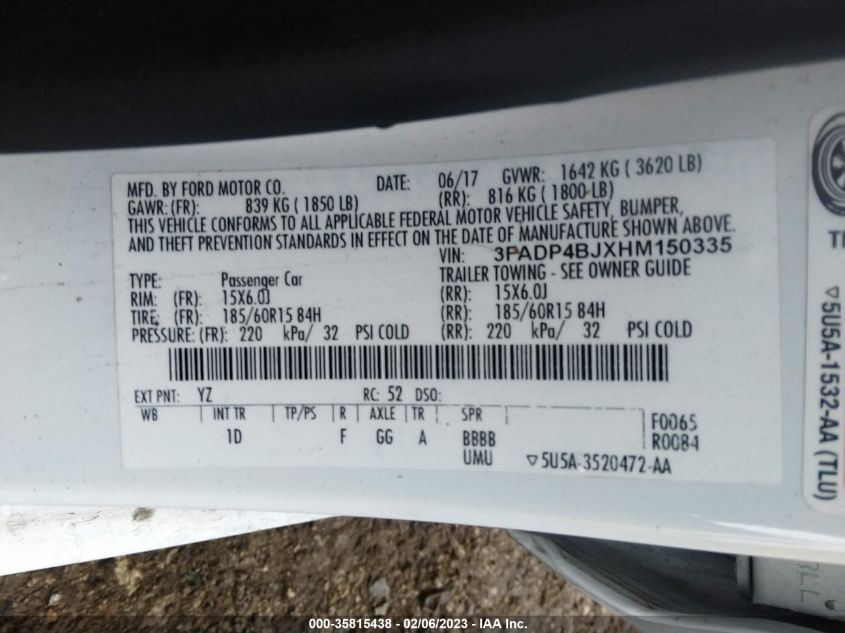 MFD. BY FORD MOTOR CO. DATE: 06/17 GVWR: 1642 KG ( 3620 LB)
GAWR: (FR): 839 KG ( 1850 LB) (RR): 816 KG ( 1800 LB)
THIS VEHICLE CONFORMS TO ALL APPLICABLE FEDERAL MOTOR VEHICLE SAFETY, BUMPER,
AND THEFT PREVENTION STANDARDS IN EFFECT ON THE DATE OF MANUFACTURE SHOWN ABOVE.
VIN: 3FADP4BJXHM150335
TYPE: Passenger Car TRAILER TOWING - SEE OWNER GUIDE
RIM: (FR): 15X6.0J (RR): 15X6.0J
TIRE: (FR): 185/60R15 84H (RR): 185/60R15 84H
PRESSURE: (FR): 220 kPa/ 32 PSI COLD (RR): 220 kPa/ 32 PSI COLD
EXT PNT: YZ RC: 52 DSO:
WB INT TR TP/PS R AXLE TR SPR
1D F GG A BBBB
UMU
F0065
R0084
▽5U5A-3520472-AA
▽5U5A-1532-AA (TLU)
000-35815438 - 02/06/2023 - IAA Inc.